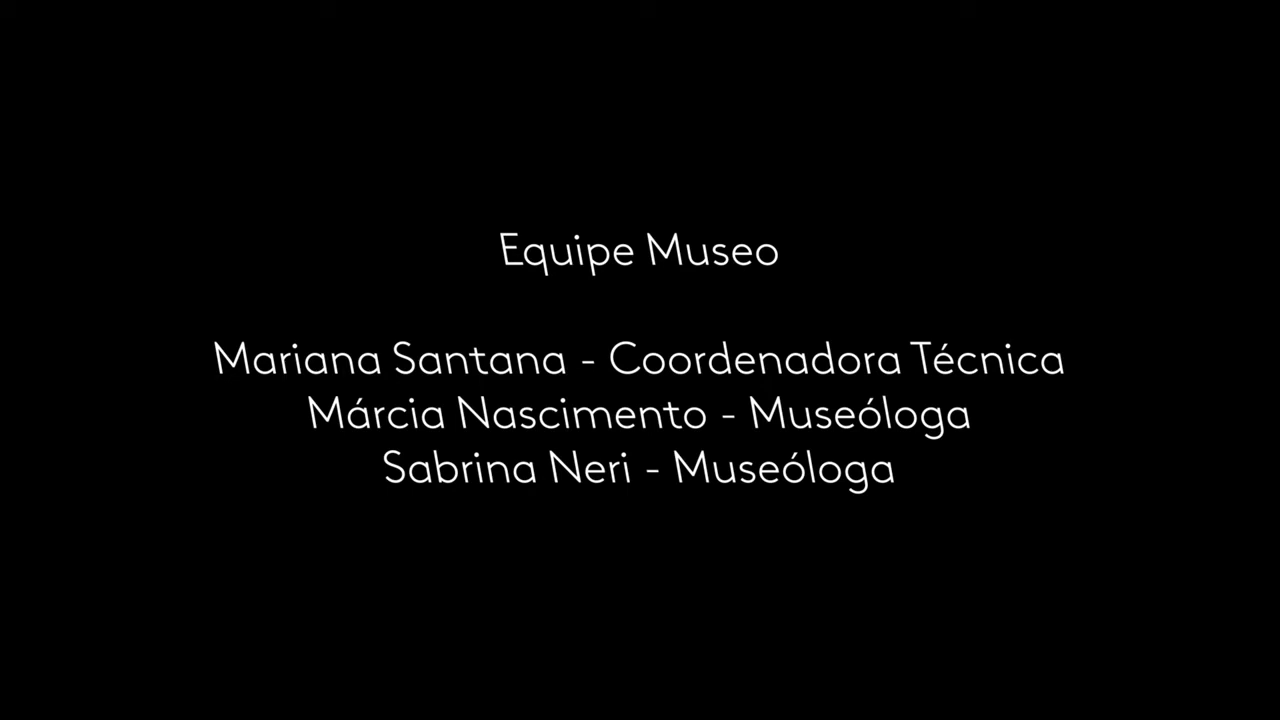 Equipe Museo
Mariana Santana - Coordenadora Técnica
Márcia Nascimento - Museóloga
Sabrina Neri - Museóloga